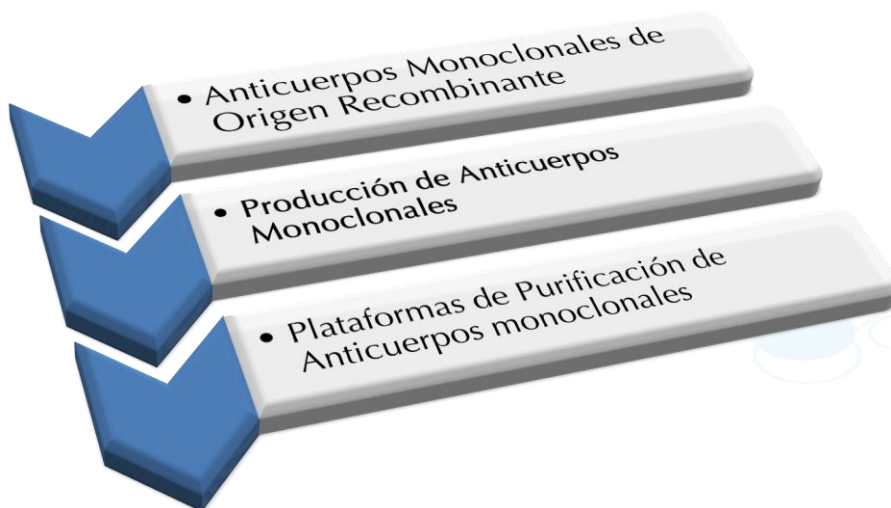 • Anticuerpos Monoclonales de
Origen Recombinante
• Producción de Anticuerpos
Monoclonales
• Plataformas de Purificación de
Anticuerpos monoclonales